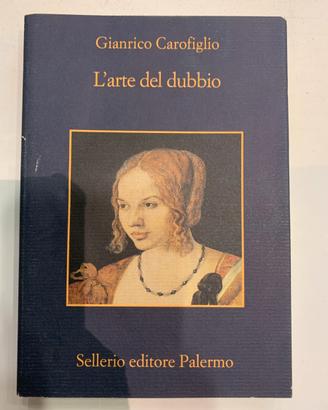 Gianrico Carofiglio
L'arte del dubbio
Sellerio editore Palermo